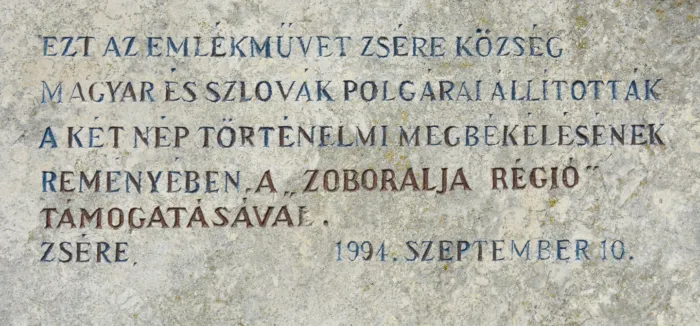 EZT AZ EMLÉKMŰVET ZSÉRE KÖZSÉG
MAGYAR ÉS SZLOVÁK POLGÁRAI ALLÍTOTTÁK
A KÉT NÉP TÖRTÉNELMI MEGBÉKÉLÉSÉNEK
REMÉNYÉBEN. A „ZOBORALJA RÉGIÓ”
TÁMOGATÁSÁVAL.
ZSÉRE, 1994. SZEPTEMBER 10.